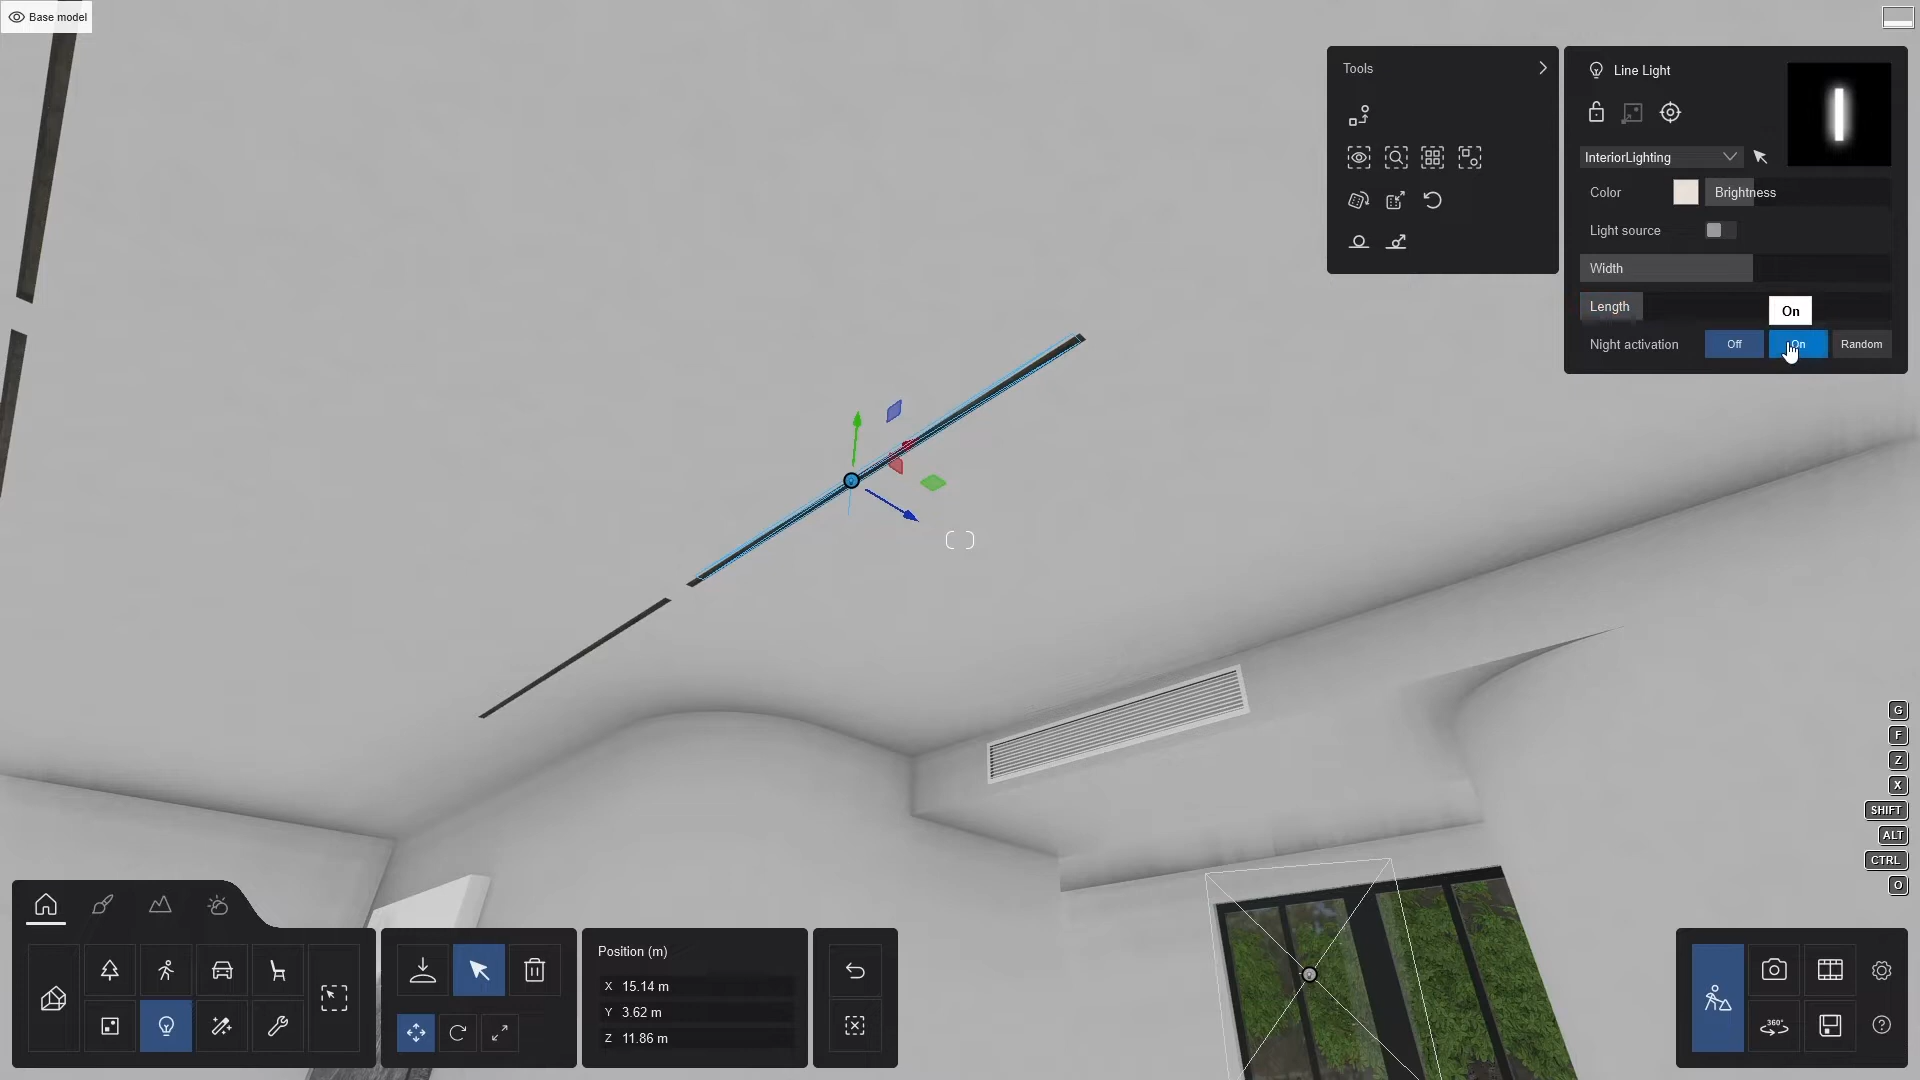 Base model
Tools
Line Light
InteriorLighting
Color
Brightness
Light source
Width
Length
On
Night activation
Off
On
Random
G
F
Z
X
SHIFT
ALT
CTRL
O
Position (m)
X 15.14 m
Y 3.62 m
Z 11.86 m
360°
?